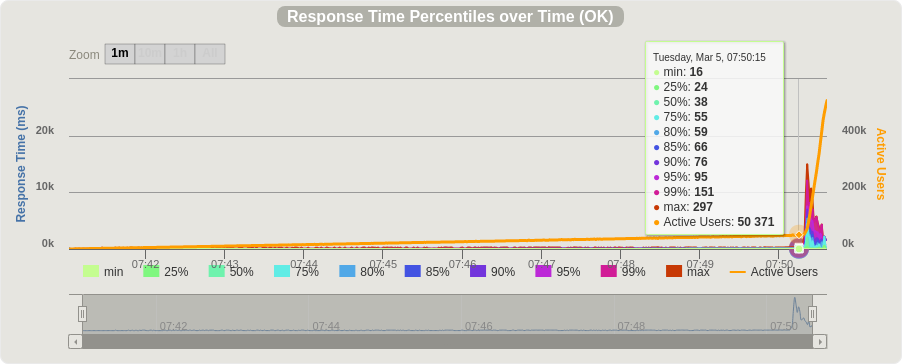 Response Time Percentiles over Time (OK)
Zoom 1m 10m 1h All
Tuesday, Mar 5, 07:50:15
min: 16
25%: 24
50%: 38
75%: 55
80%: 59
85%: 66
90%: 76
95%: 95
99%: 151
max: 297
Active Users: 50 371
Response Time (ms)
20k
10k
0k
Active Users
400k
200k
0k
07:42 07:43 07:44 07:45 07:46 07:47 07:48 07:49 07:50
min 25% 50% 75% 80% 85% 90% 95% 99% max Active Users
07:42 07:44 07:46 07:48 07:50